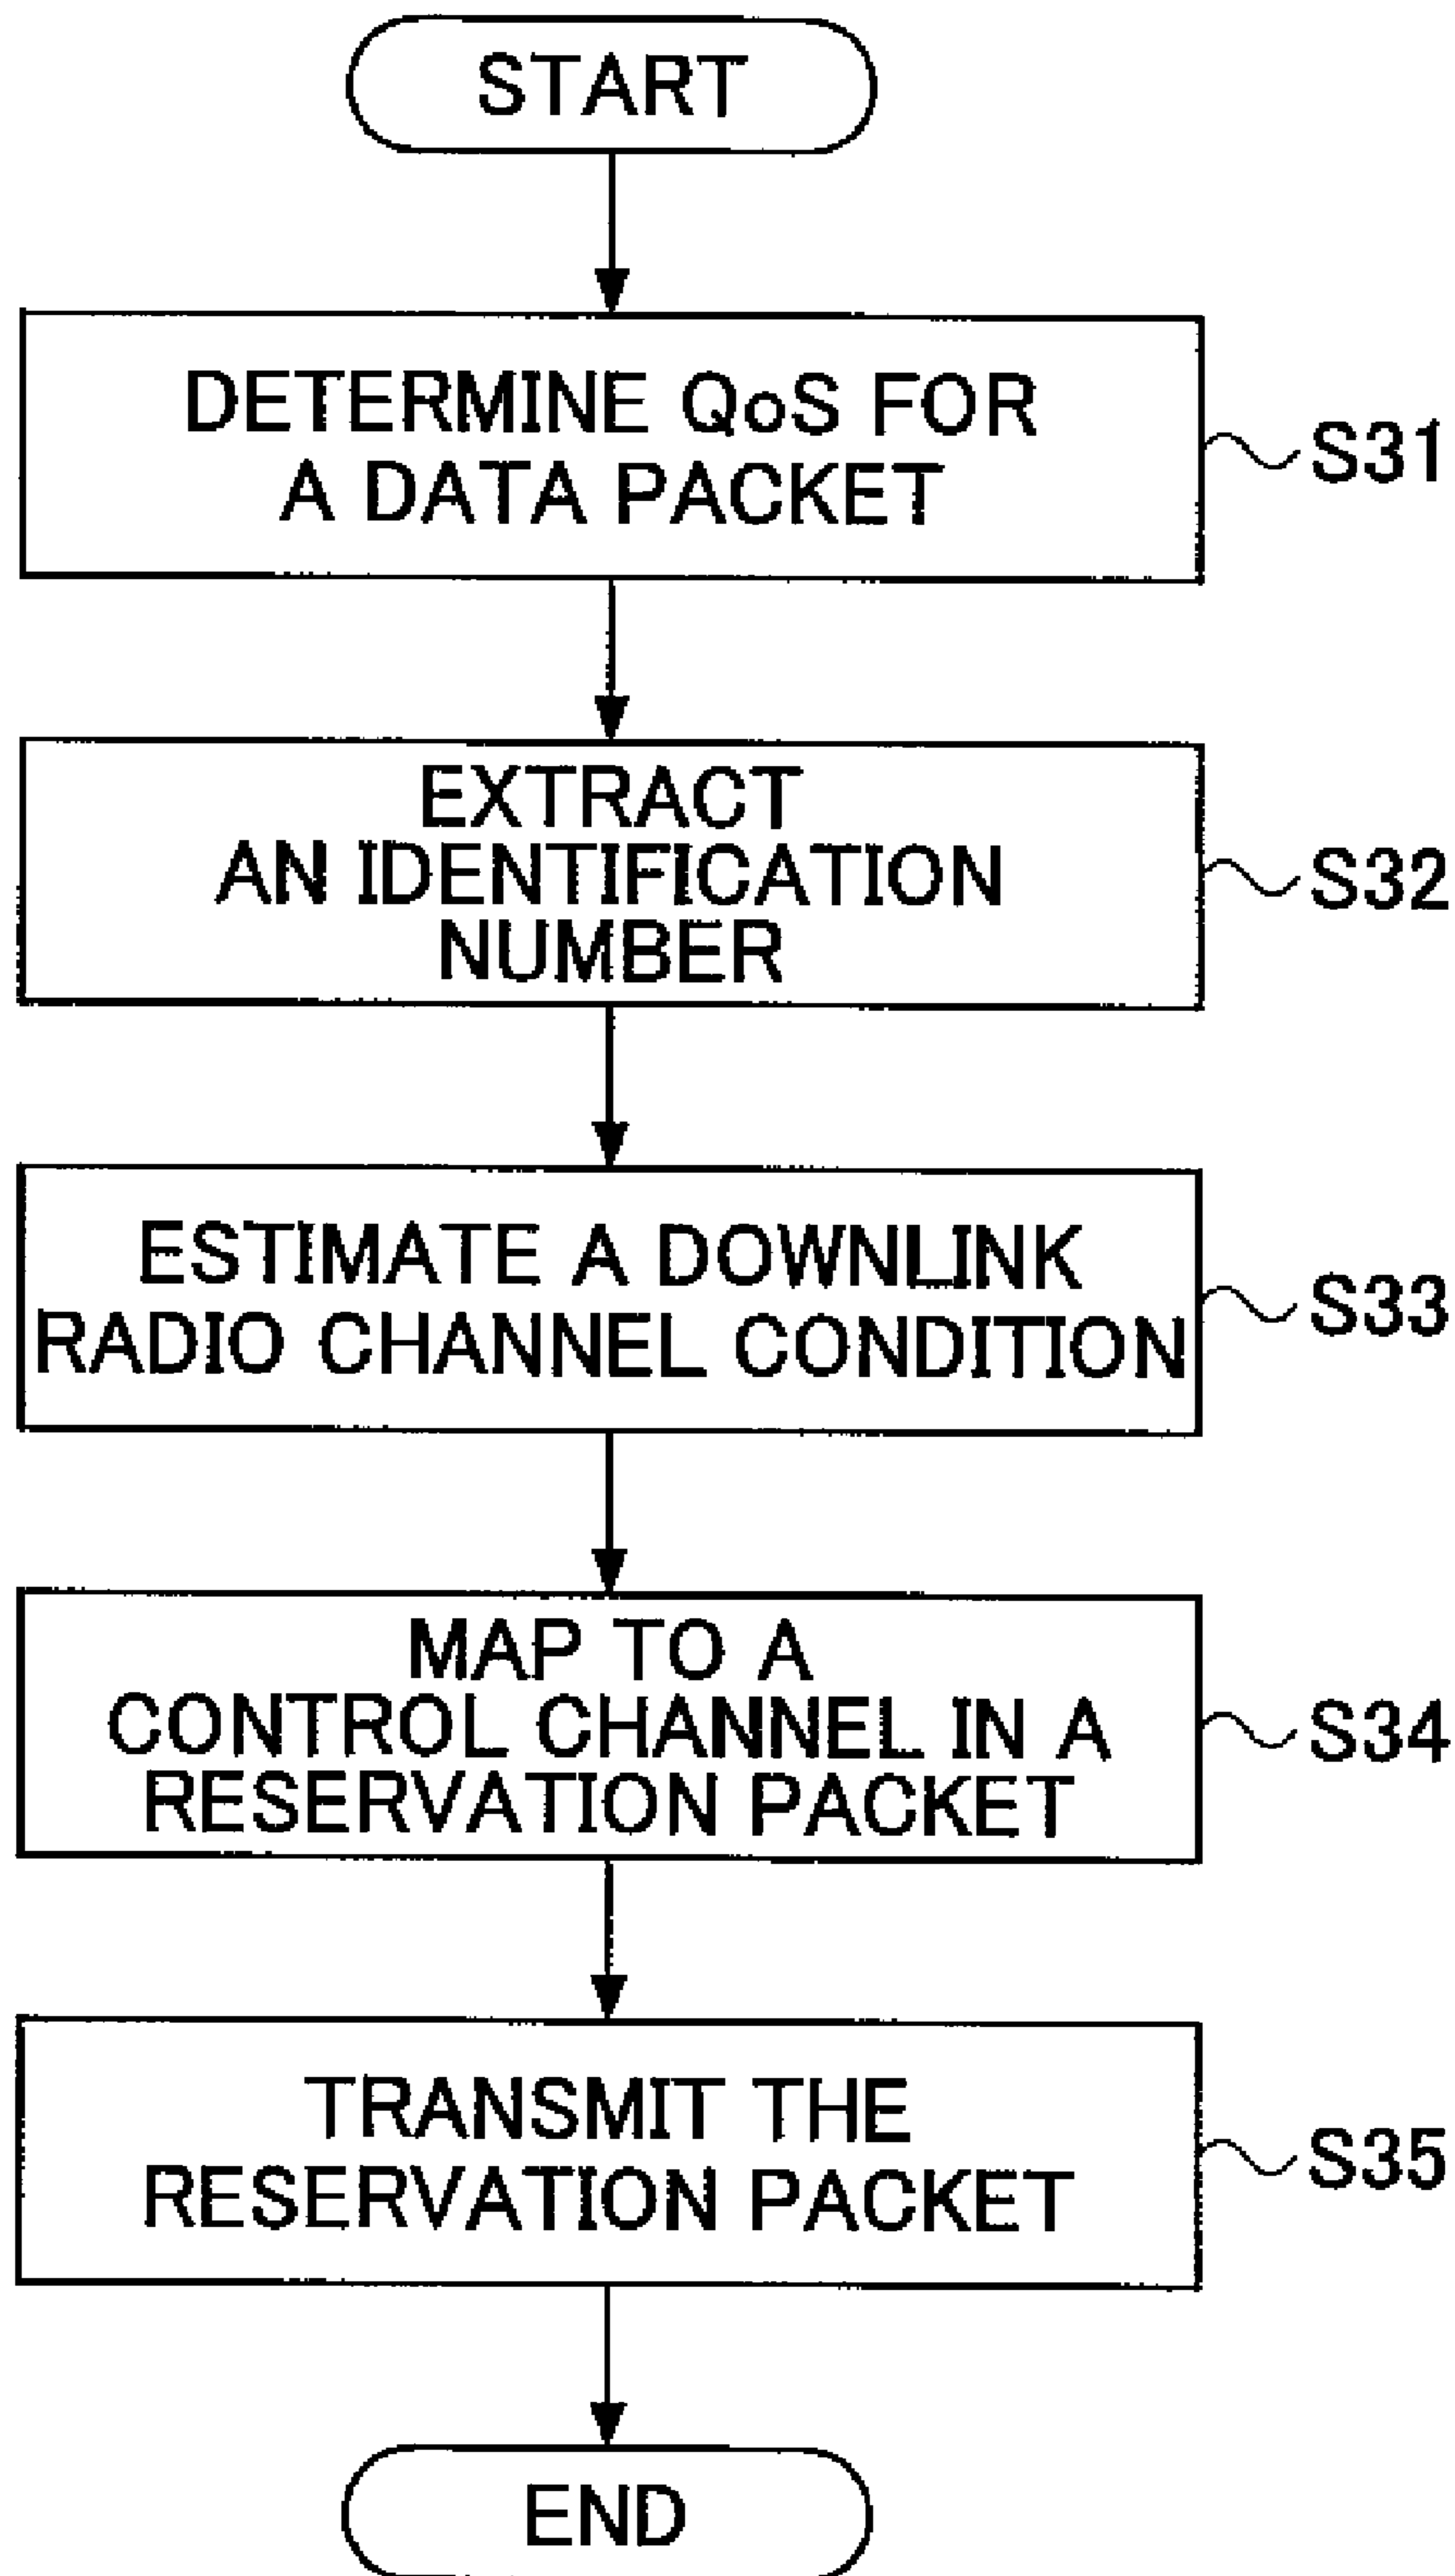 START
DETERMINE QoS FOR
A DATA PACKET
S31
EXTRACT
AN IDENTIFICATION
NUMBER
S32
ESTIMATE A DOWNLINK
RADIO CHANNEL CONDITION
S33
MAP TO A
CONTROL CHANNEL IN A
RESERVATION PACKET
S34
TRANSMIT THE
RESERVATION PACKET
S35
END